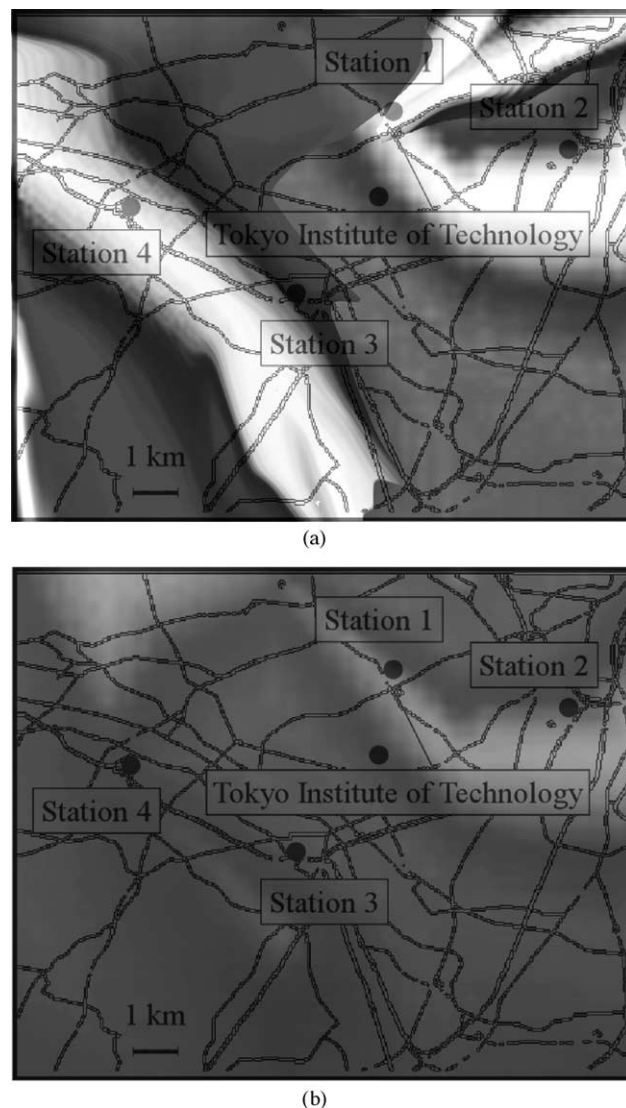 Station 1
Station 2
Tokyo Institute of Technology
Station 4
Station 3
1 km
(a)
Station 1
Station 2
Tokyo Institute of Technology
Station 4
Station 3
1 km
(b)